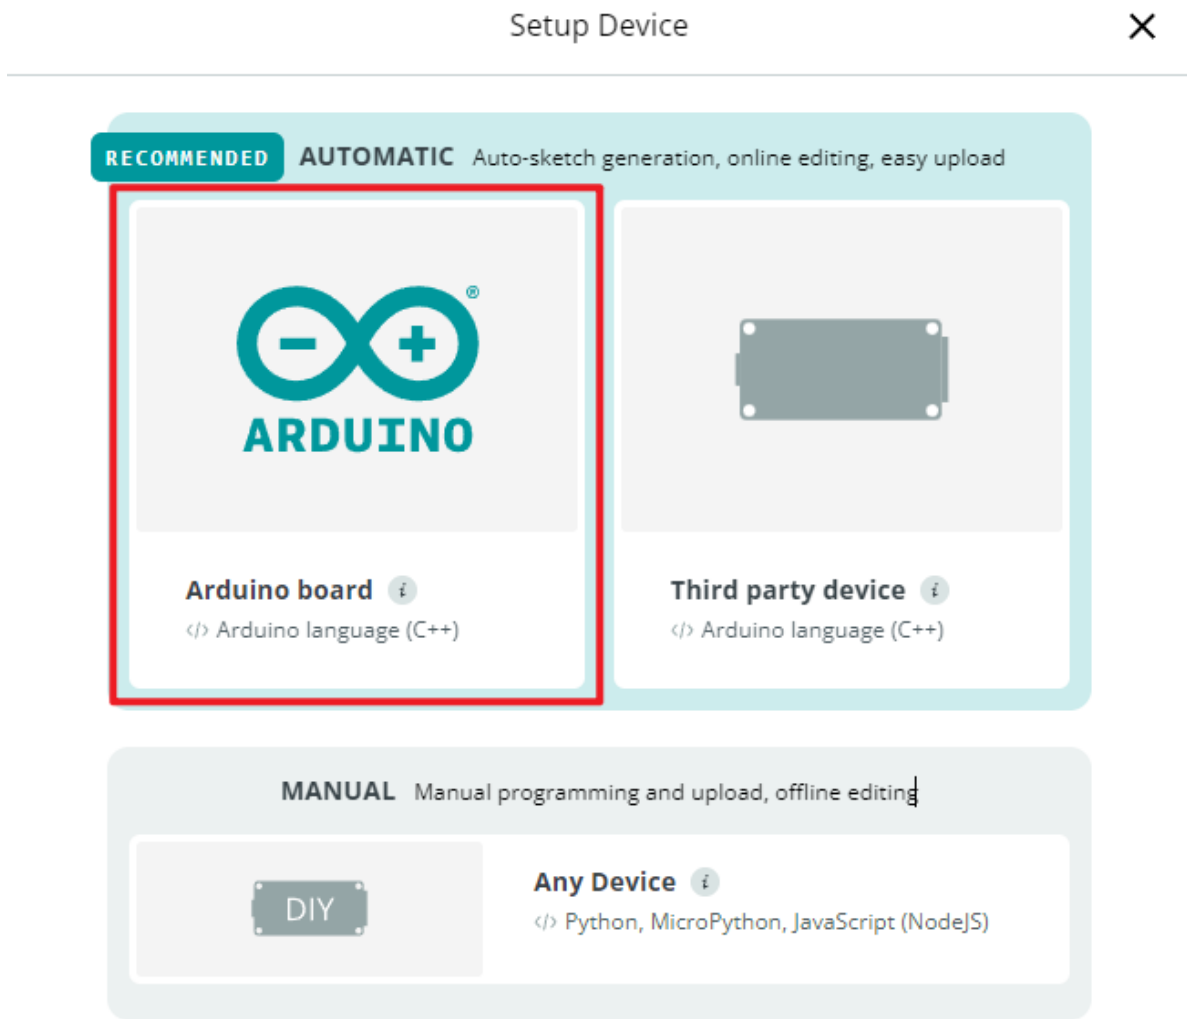 Setup Device
RECOMMENDED AUTOMATIC Auto-sketch generation, online editing, easy upload
ARDUINO
®
Arduino board i
</> Arduino language (C++)
Third party device i
</> Arduino language (C++)
MANUAL Manual programming and upload, offline editing
DIY
Any Device i
</> Python, MicroPython, JavaScript (NodeJS)